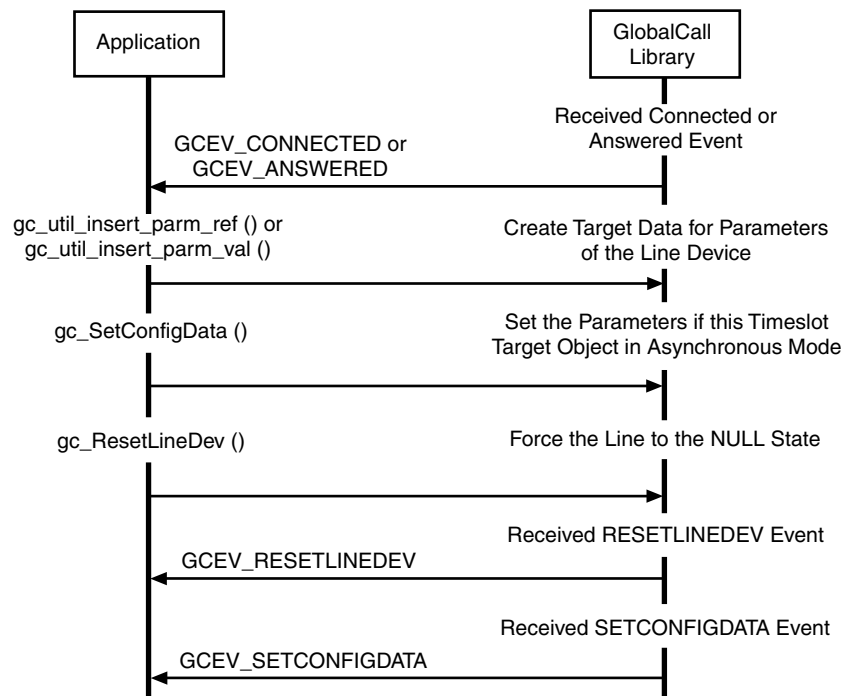 Application
GlobalCall
Library
Received Connected or
Answered Event
GCEV_CONNECTED or
GCEV_ANSWERED
gc_util_insert_parm_ref () or
gc_util_insert_parm_val ()
Create Target Data for Parameters
of the Line Device
gc_SetConfigData ()
Set the Parameters if this Timeslot
Target Object in Asynchronous Mode
gc_ResetLineDev ()
Force the Line to the NULL State
Received RESETLINEDEV Event
GCEV_RESETLINEDEV
Received SETCONFIGDATA Event
GCEV_SETCONFIGDATA